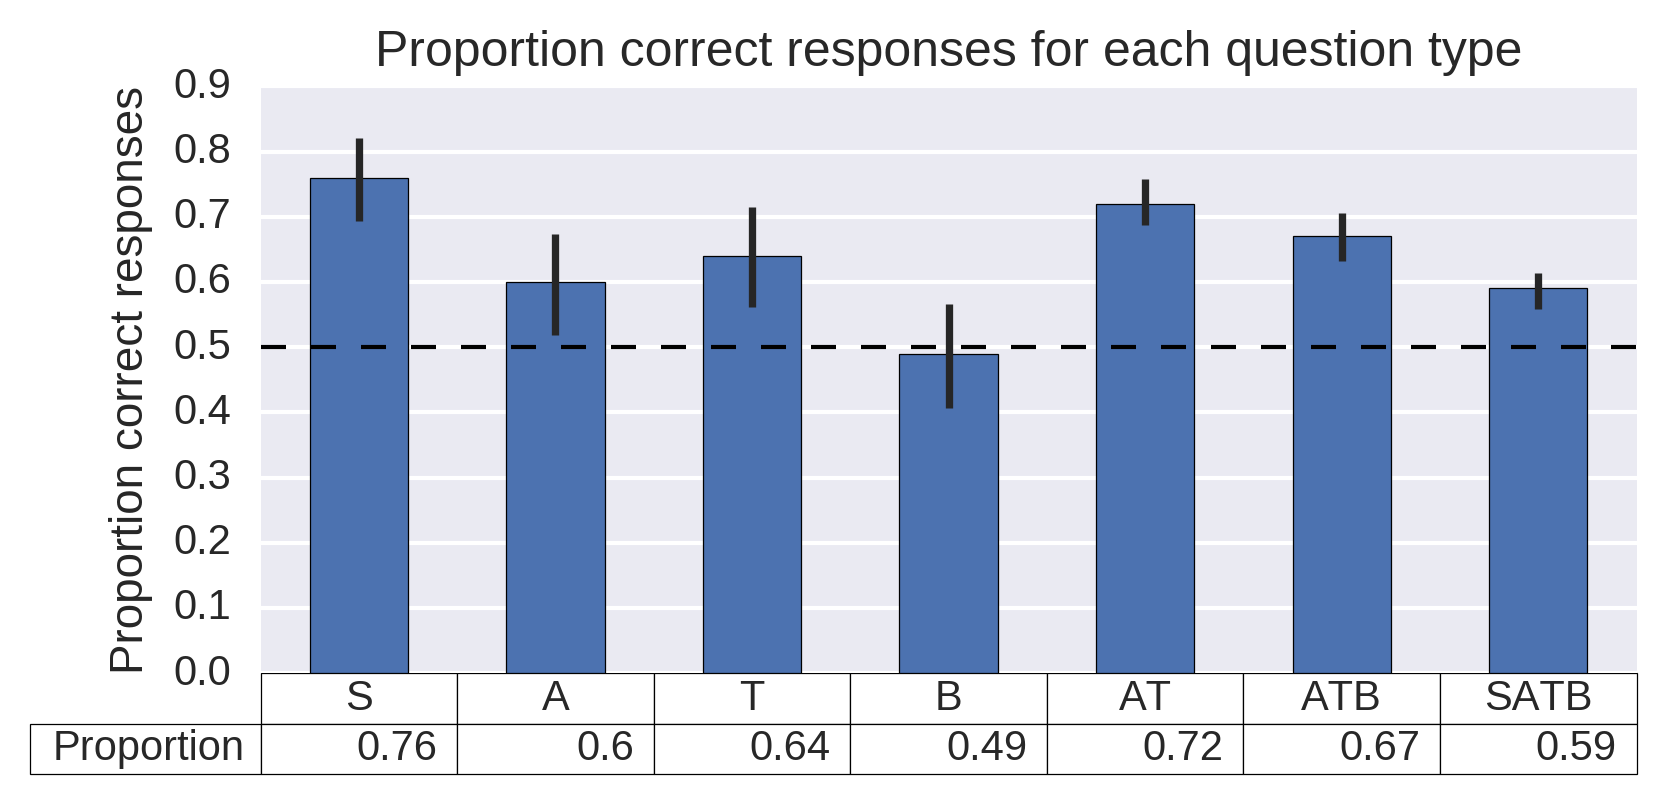 Proportion correct responses for each question type
Proportion correct responses
0.9
0.8
0.7
0.6
0.5
0.4
0.3
0.2
0.1
0.0
S A T B AT ATB SATB
Proportion 0.76 0.6 0.64 0.49 0.72 0.67 0.59